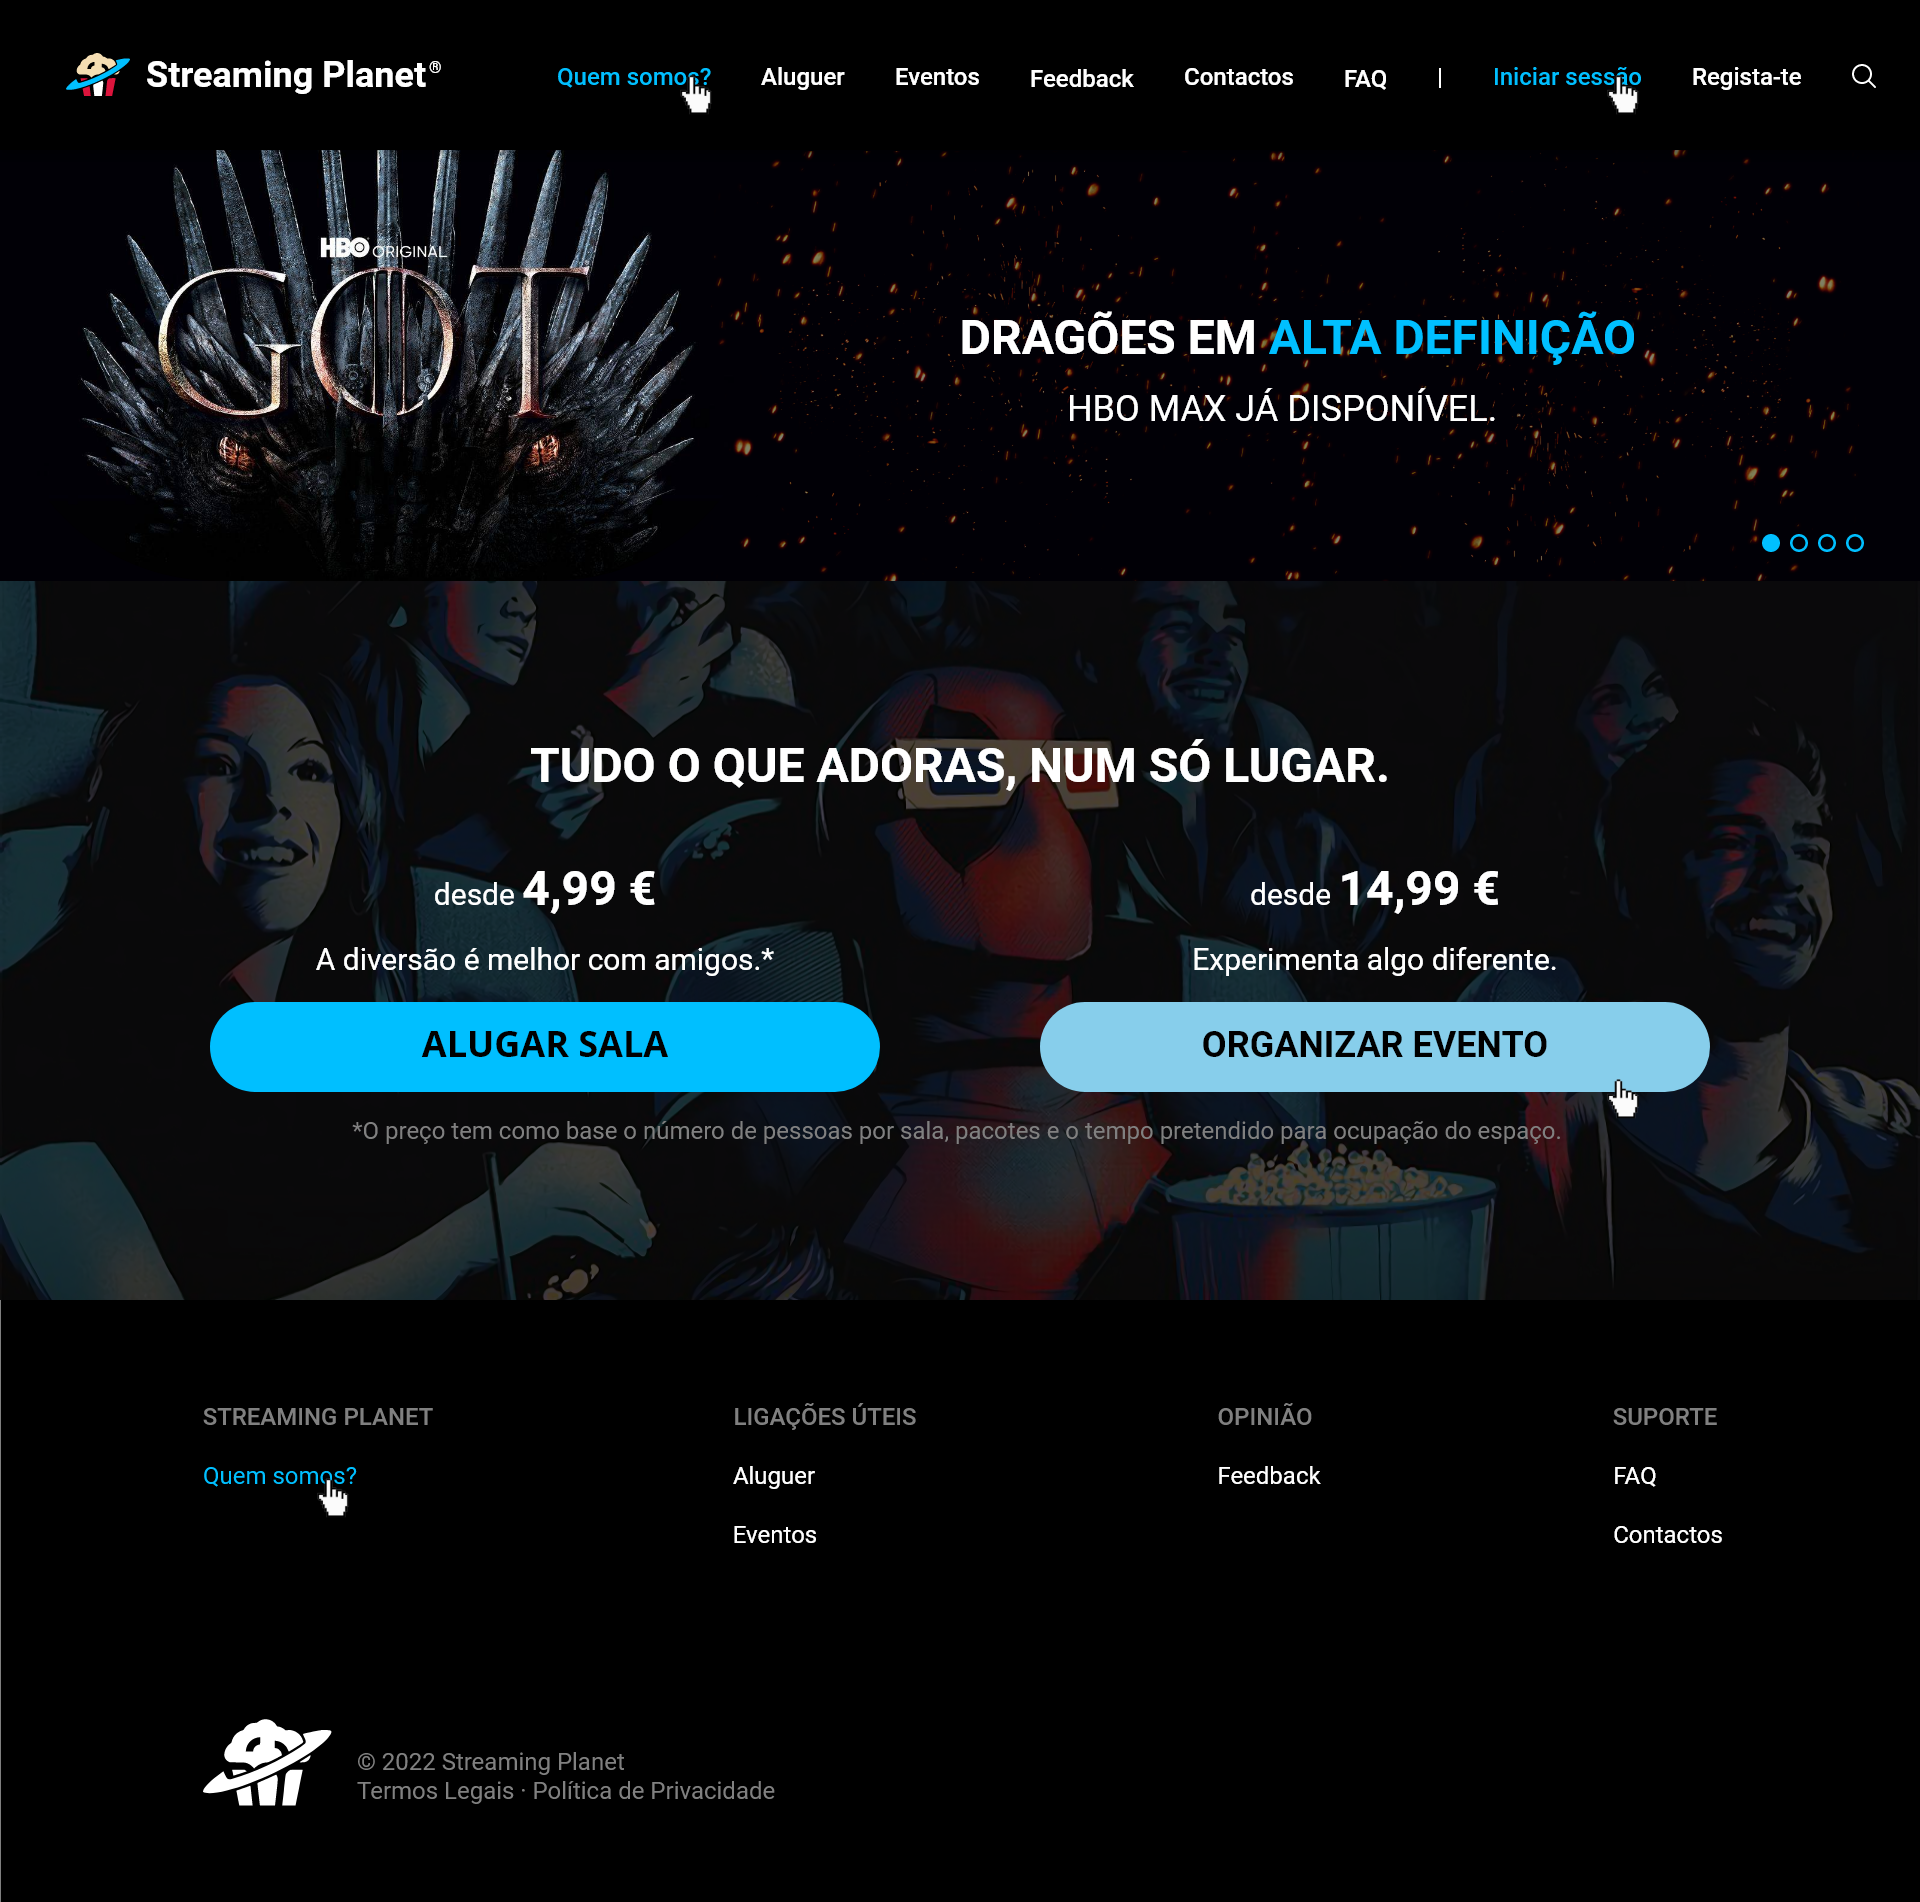 Streaming Planet®
Quem somos? Aluguer Eventos Feedback Contactos FAQ | Iniciar sessão Regista-te
HBO ORIGINAL
GOT
DRAGÕES EM ALTA DEFINIÇÃO
HBO MAX JÁ DISPONÍVEL.
TUDO O QUE ADORAS, NUM SÓ LUGAR.
desde 4,99 €
A diversão é melhor com amigos.*
ALUGAR SALA
desde 14,99 €
Experimenta algo diferente.
ORGANIZAR EVENTO
*O preço tem como base o número de pessoas por sala, pacotes e o tempo pretendido para ocupação do espaço.
STREAMING PLANET
Quem somos?
LIGAÇÕES ÚTEIS
Aluguer
Eventos
OPINIÃO
Feedback
SUPORTE
FAQ
Contactos
© 2022 Streaming Planet
Termos Legais · Política de Privacidade